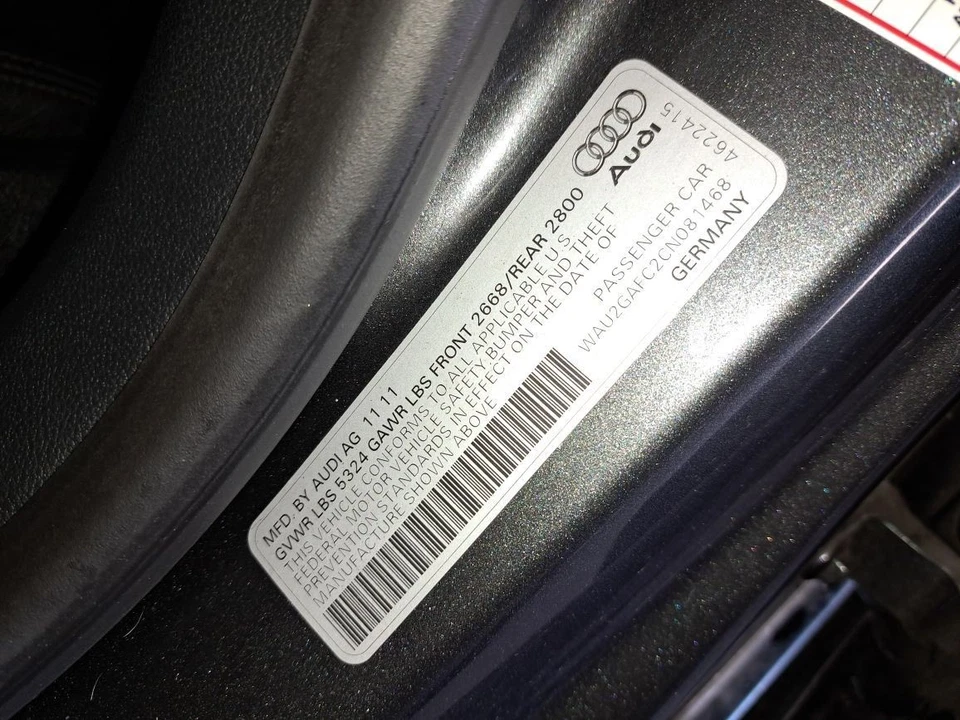 MFD BY AUDI AG 11 11
GVWR LBS 5324 GAWR LBS FRONT 2668/REAR 2800
THIS VEHICLE CONFORMS TO ALL APPLICABLE U S
FEDERAL MOTOR VEHICLE SAFETY, BUMPER AND THEFT
PREVENTION STANDARDS IN EFFECT ON THE DATE OF
MANUFACTURE SHOWN ABOVE
PASSENGER CAR
WAU2GAFC2CN081468
GERMANY
Audi
4622415